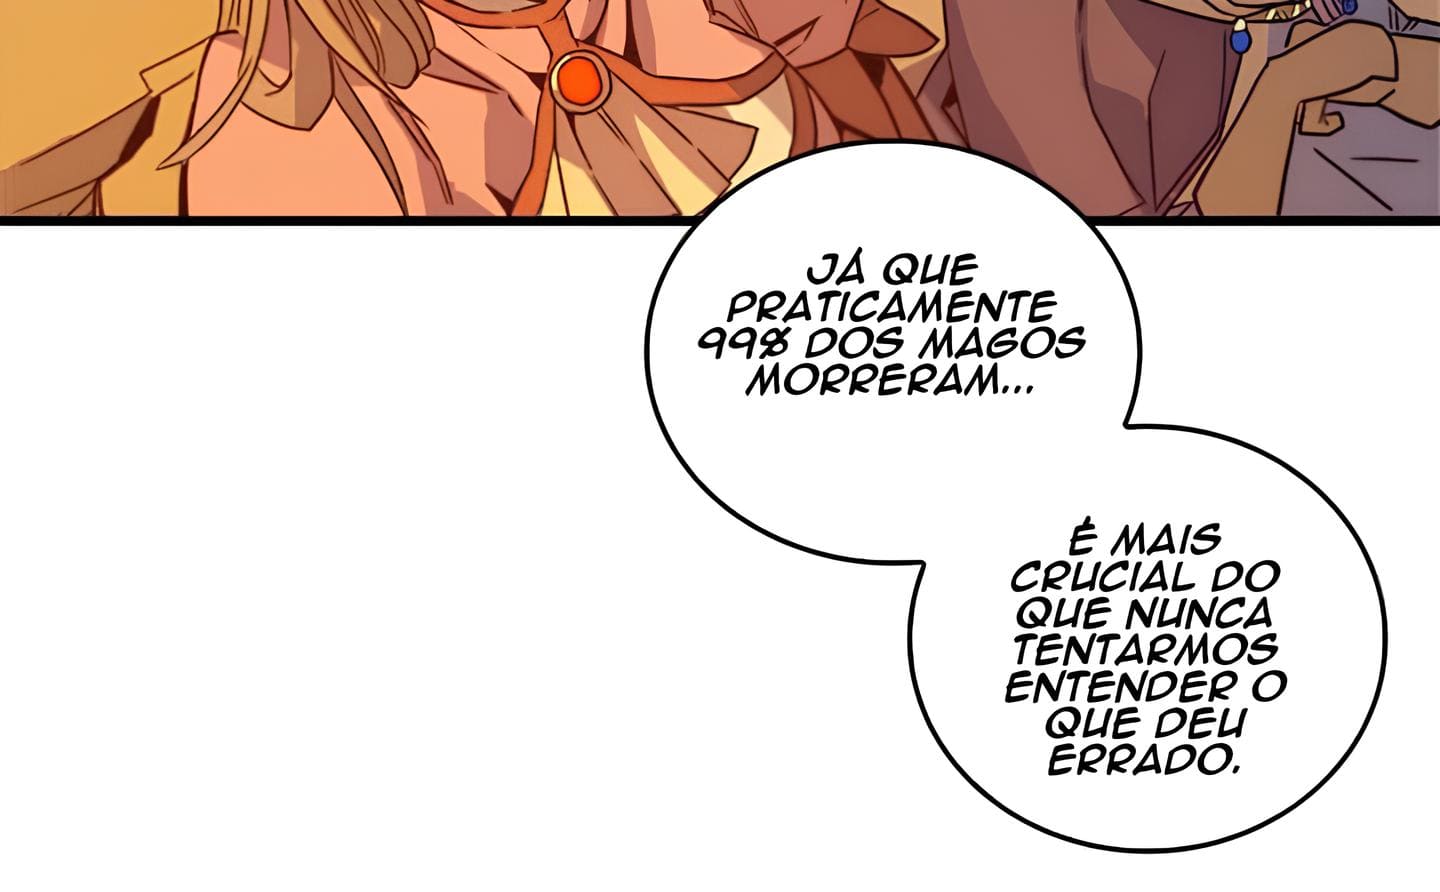 JÁ QUE
PRATICAMENTE
99% DOS MAGOS
MORRERAM...
É MAIS
CRUCIAL DO
QUE NUNCA
TENTARMOS
ENTENDER O
QUE DEU
ERRADO.